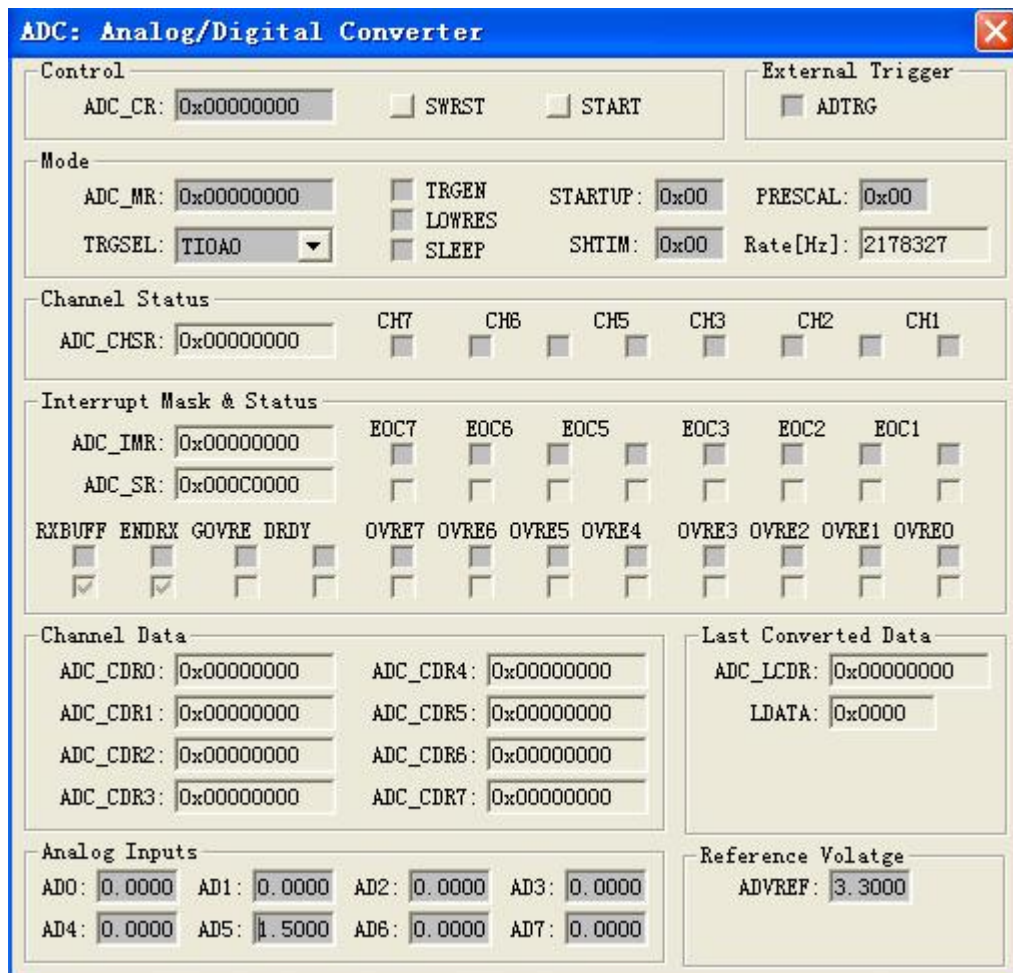 ADC: Analog/Digital Converter
Control
ADC_CR: 0x00000000 SWRST START
External Trigger
ADTRG
Mode
ADC_MR: 0x00000000 TRGEN STARTUP: 0x00 PRESCAL: 0x00
LOWRES
TRGSEL: TIOA0 SLEEP SHTIM: 0x00 Rate[Hz]: 2178327
Channel Status
CH7 CH6 CH5 CH3 CH2 CH1
ADC_CHSR: 0x00000000
Interrupt Mask & Status
EOC7 EOC6 EOC5 EOC3 EOC2 EOC1
ADC_IMR: 0x00000000
ADC_SR: 0x000C0000
RXBUFF ENDRX GOVRE DRDY OVRE7 OVRE6 OVRE5 OVRE4 OVRE3 OVRE2 OVRE1 OVRE0
Channel Data
ADC_CDR0: 0x00000000 ADC_CDR4: 0x00000000
ADC_CDR1: 0x00000000 ADC_CDR5: 0x00000000
ADC_CDR2: 0x00000000 ADC_CDR6: 0x00000000
ADC_CDR3: 0x00000000 ADC_CDR7: 0x00000000
Last Converted Data
ADC_LCDR: 0x00000000
LDATA: 0x0000
Analog Inputs
AD0: 0.0000 AD1: 0.0000 AD2: 0.0000 AD3: 0.0000
AD4: 0.0000 AD5: 1.5000 AD6: 0.0000 AD7: 0.0000
Reference Volatge
ADVREF: 3.3000